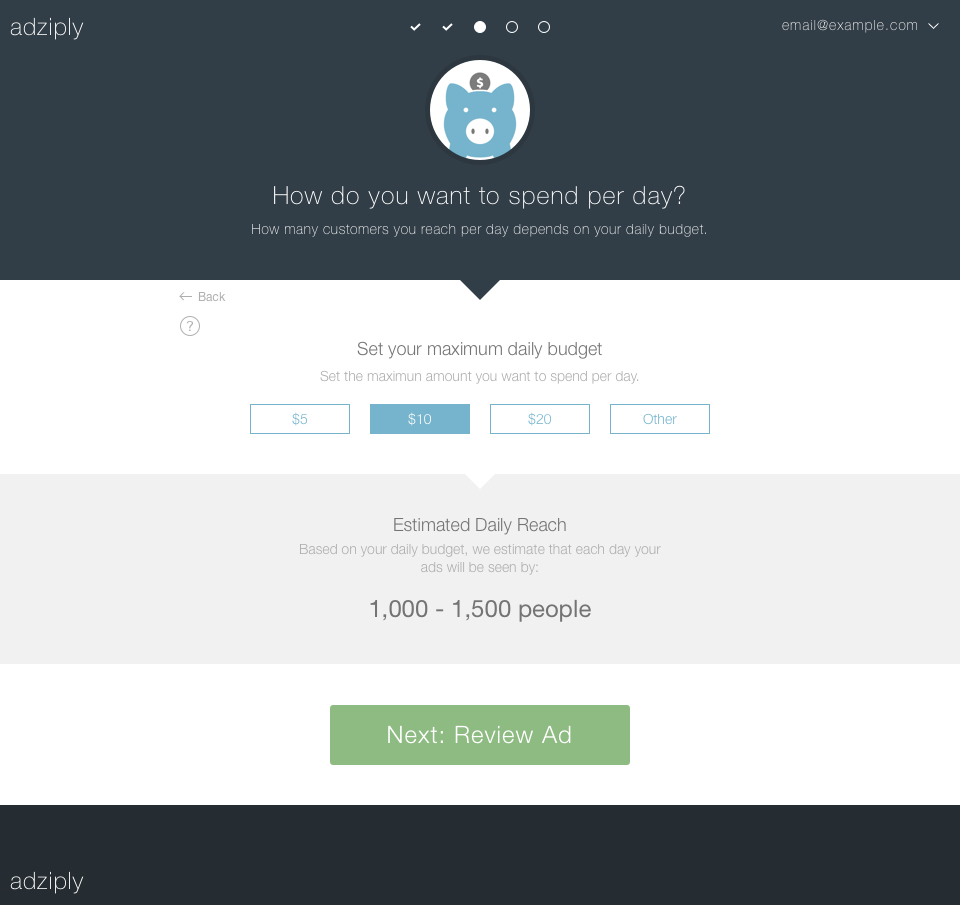 adziply
email@example.com
$
How do you want to spend per day?
How many customers you reach per day depends on your daily budget.
Back
?
Set your maximum daily budget
Set the maximun amount you want to spend per day.
$5
$10
$20
Other
Estimated Daily Reach
Based on your daily budget, we estimate that each day your
ads will be seen by:
1,000 - 1,500 people
Next: Review Ad
adziply